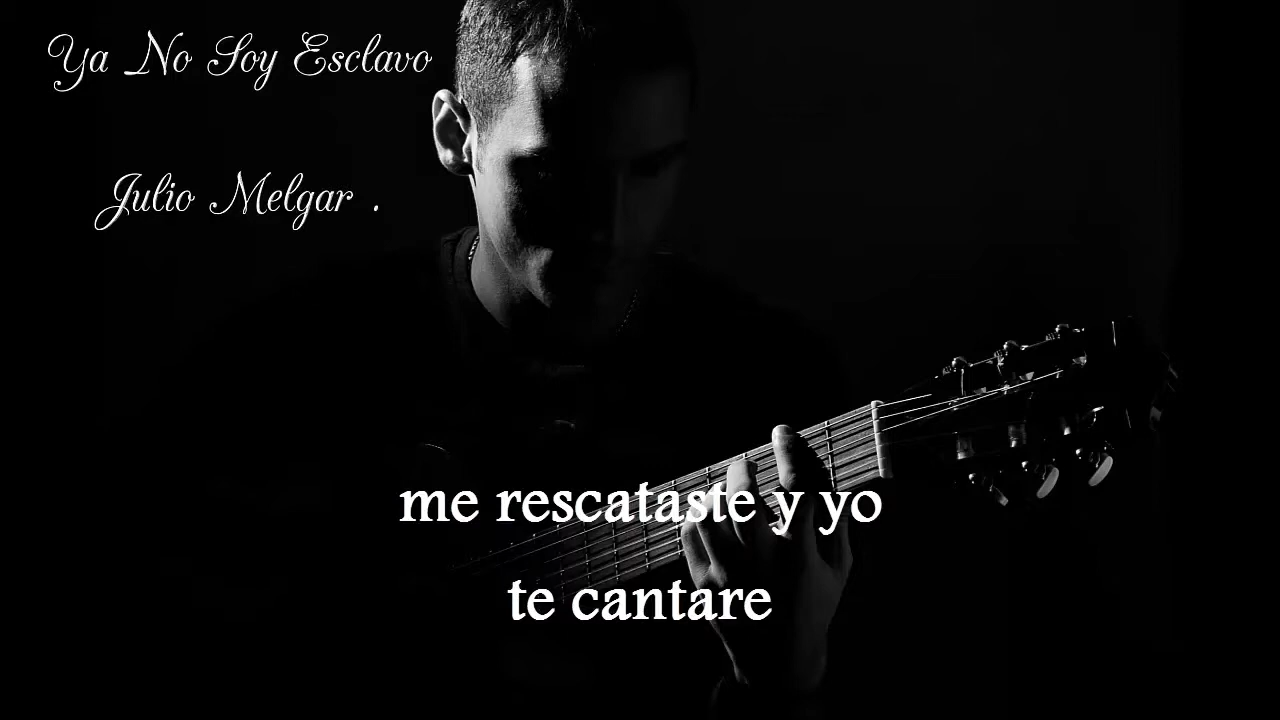 Ya No Soy Esclavo
Julio Melgar .
me rescataste y yo
te cantare